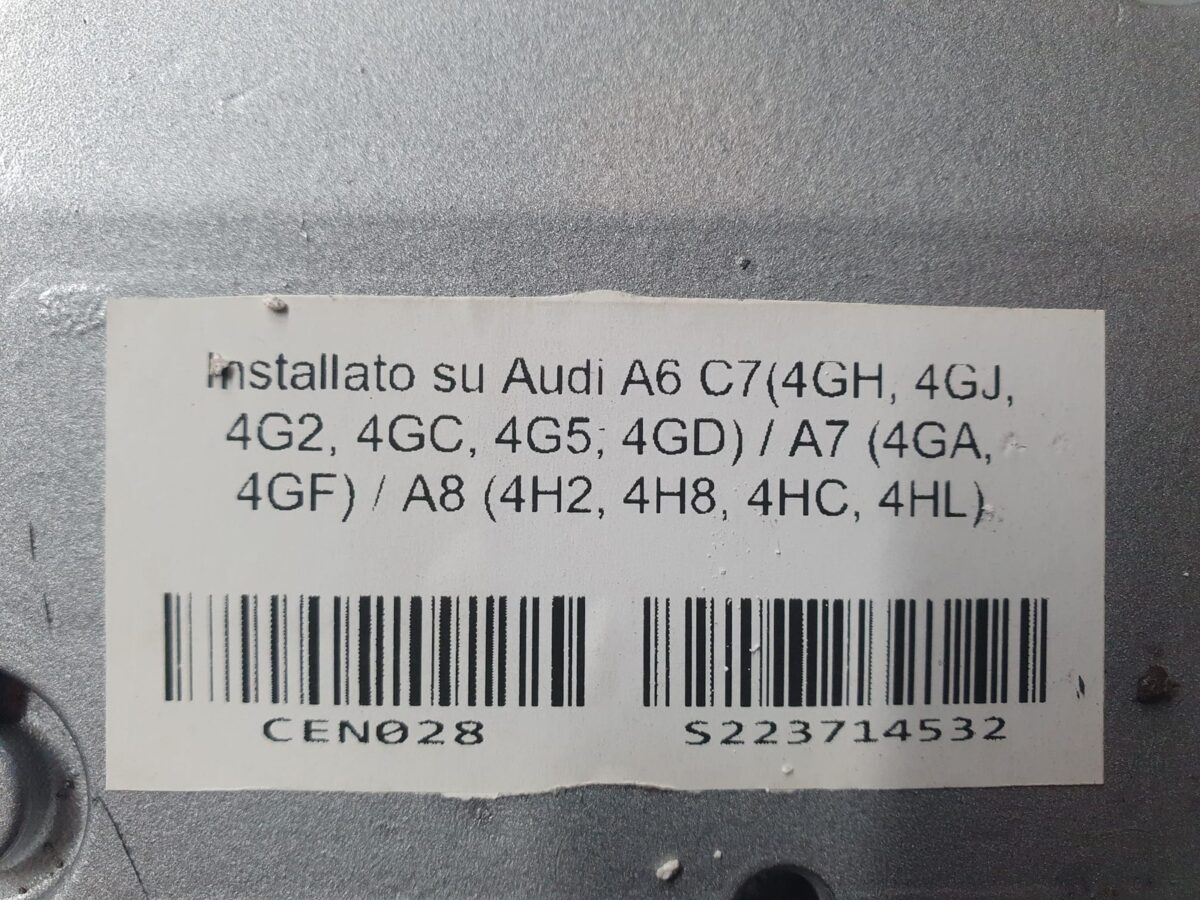 Installato su Audi A6 C7(4GH, 4GJ,
4G2, 4GC, 4G5; 4GD) / A7 (4GA,
4GF) / A8 (4H2, 4H8, 4HC, 4HL)
CEN028
S223714532